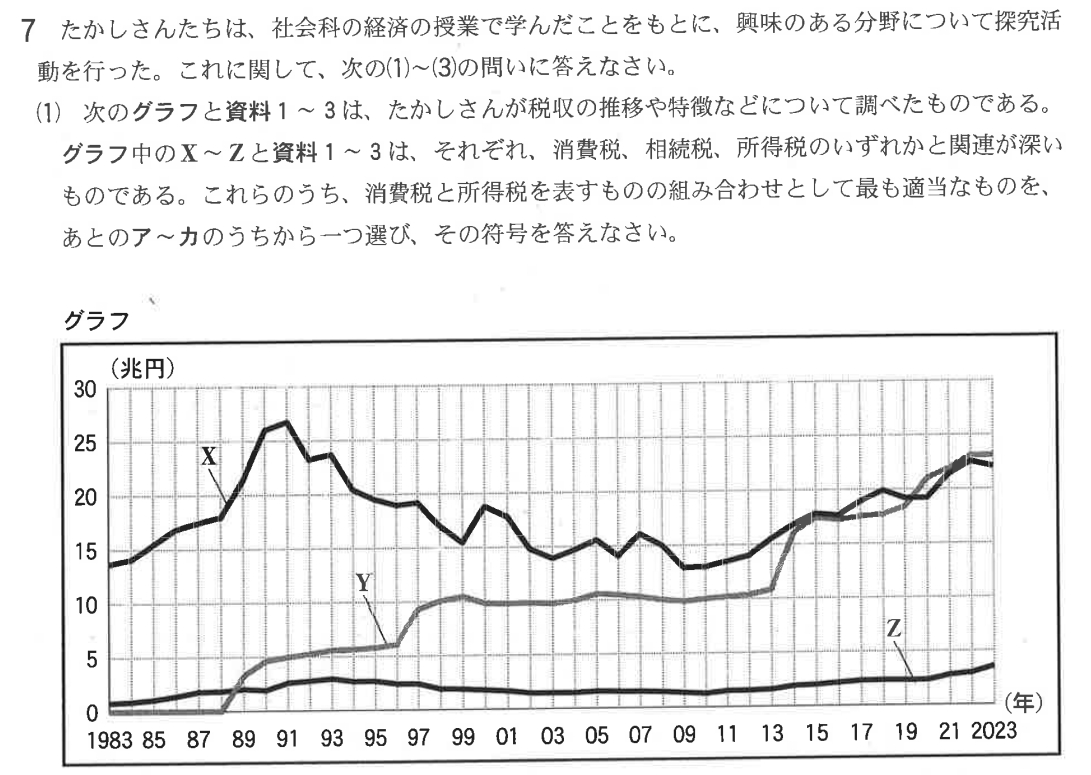 7 たかしさんたちは、社会科の経済の授業で学んだことをもとに、興味のある分野について探究活
動を行った。これに関して、次の⑴~⑶の問いに答えなさい。
⑴ 次のグラフと資料1~3は、たかしさんが税収の推移や特徴などについて調べたものである。
グラフ中のX~Zと資料1~3は、それぞれ、消費税、相続税、所得税のいずれかと関連が深い
ものである。これらのうち、消費税と所得税を表すものの組み合わせとして最も適当なものを、
あとのア~カのうちから一つ選び、その符号を答えなさい。
グラフ
(兆円)
30
25
X
20
15
Y
10
Z
5
0
(年)
1983 85 87 89 91 93 95 97 99 01 03 05 07 09 11 13 15 17 19 21 2023